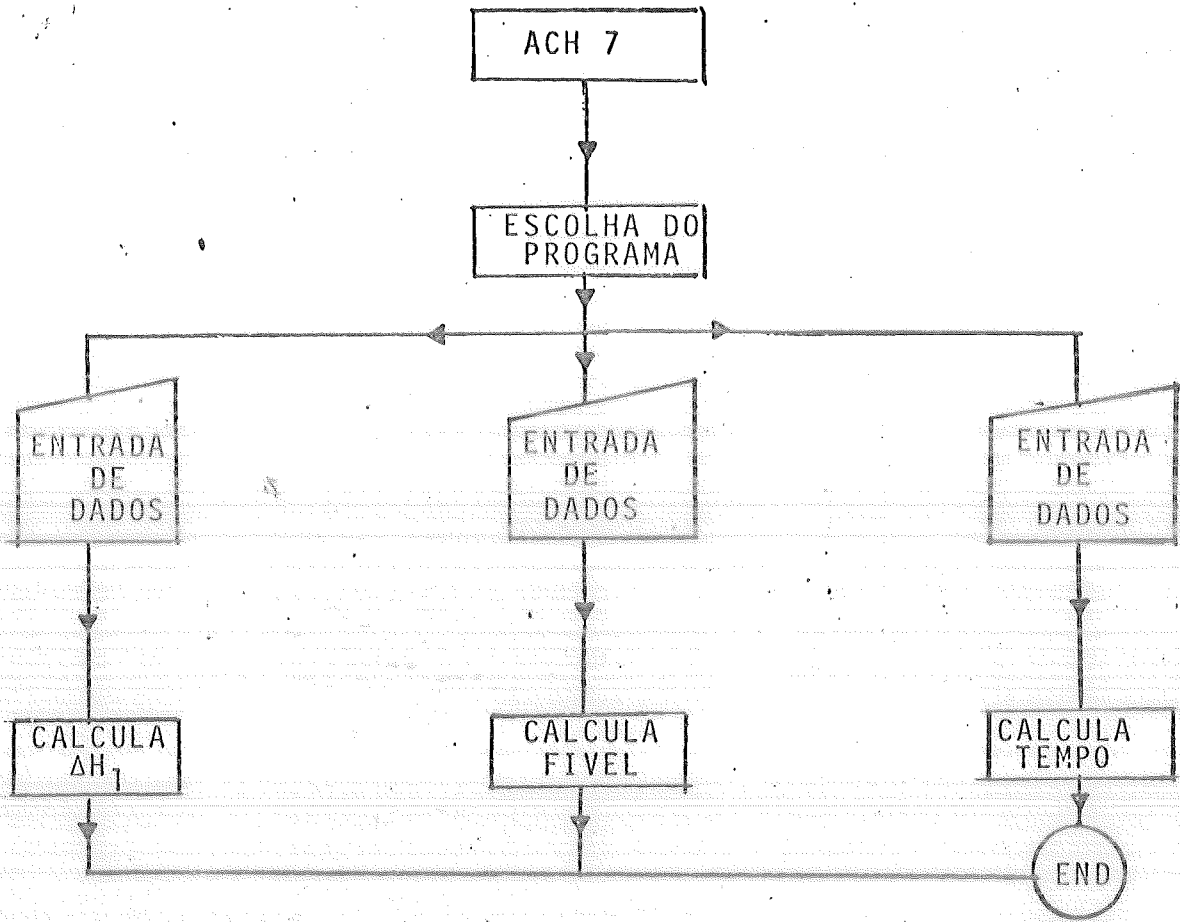 ACH 7
ESCOLHA DO
PROGRAMA
ENTRADA
DE
DADOS
ENTRADA
DE
DADOS
ENTRADA
DE
DADOS
CALCULA
ΔH1
CALCULA
FIVEL
CALCULA
TEMPO
END